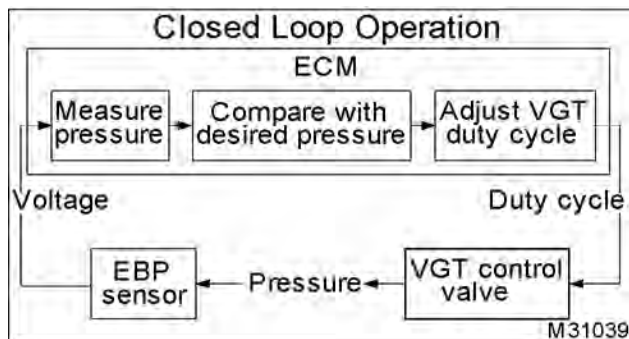 Closed Loop Operation
ECM
Measure
pressure
Compare with
desired pressure
Adjust VGT
duty cycle
Voltage
Duty cycle
EBP
sensor
Pressure
VGT control
valve
M31039